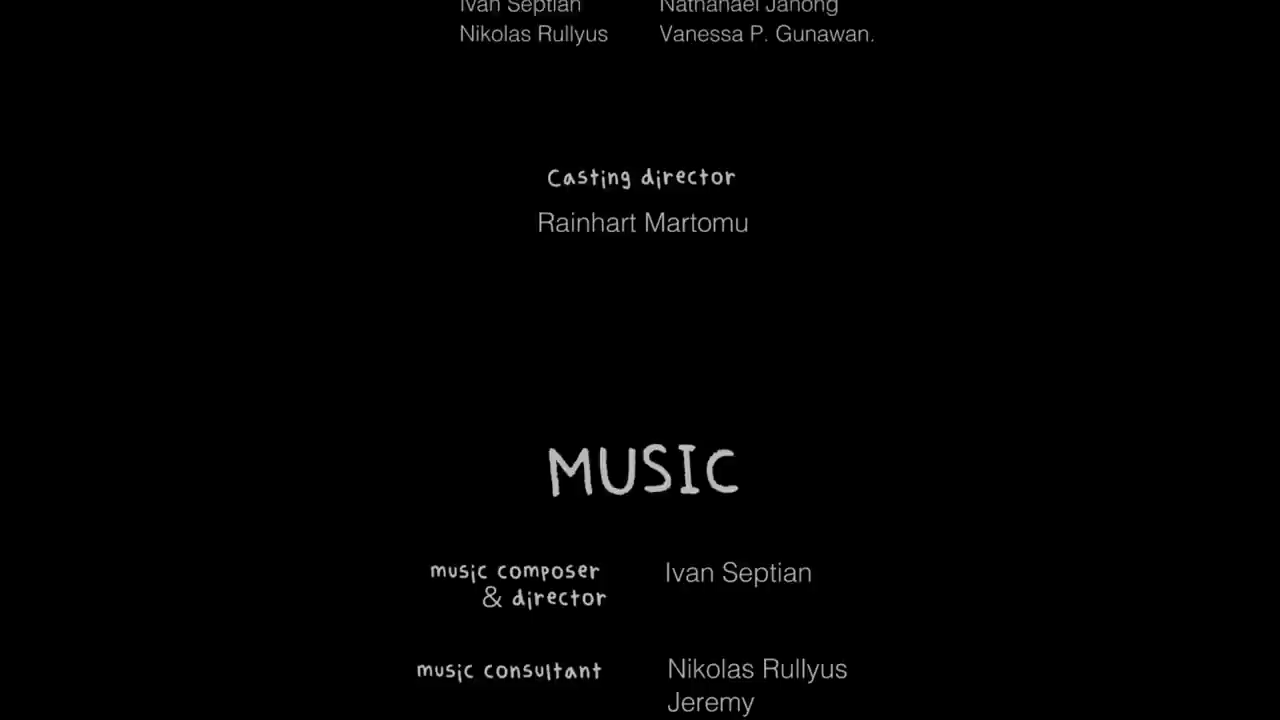 Ivan Septian Nathanael Janong
Nikolas Rullyus Vanessa P. Gunawan.
Casting director
Rainhart Martomu
MUSIC
music composer Ivan Septian
& director
music consultant Nikolas Rullyus
Jeremy